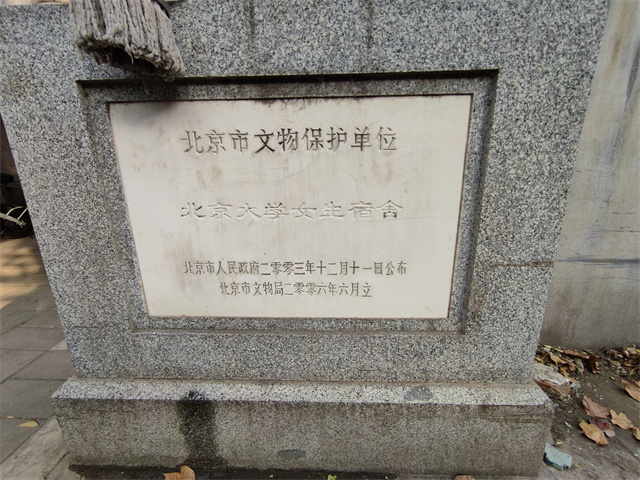 北京市文物保护单位
北京大学女生宿舍
北京市人民政府二零零三年十二月十一日公布
北京市文物局二零零六年六月立